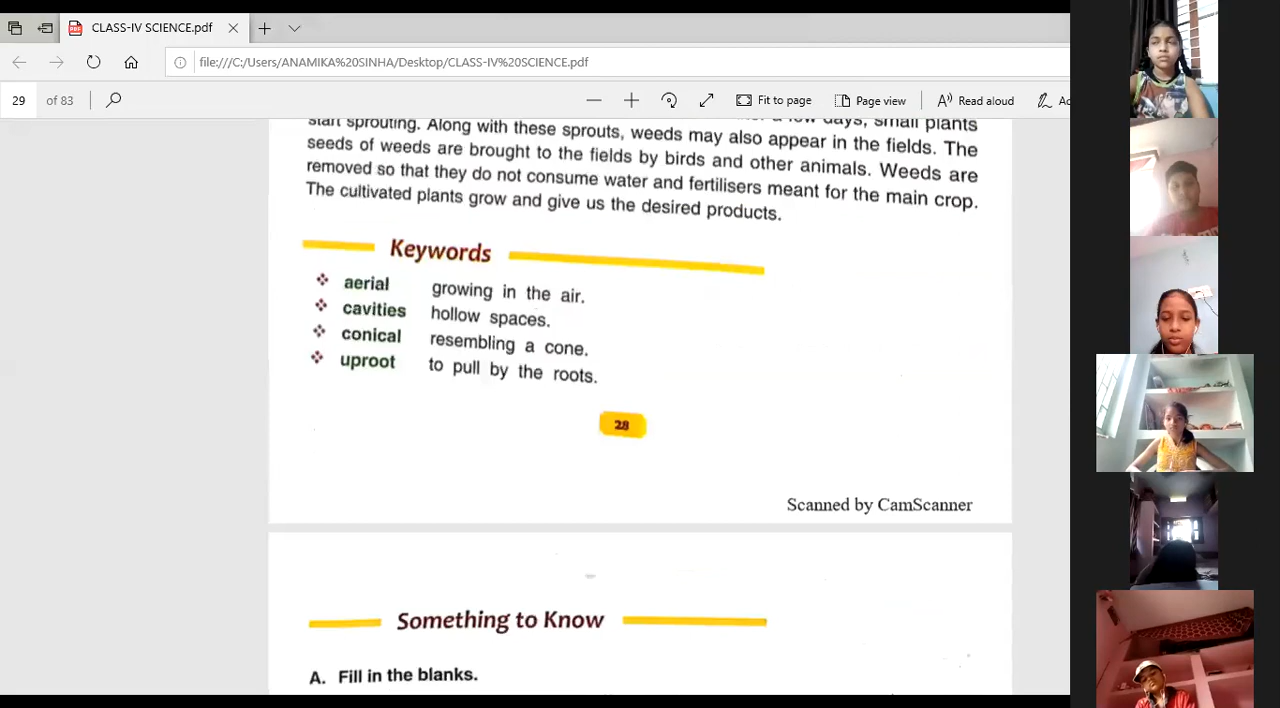 CLASS-IV SCIENCE.pdf
file:///C:/Users/ANAMIKA%20SINHA/Desktop/CLASS-IV%20SCIENCE.pdf
29 of 83 Fit to page Page view Read aloud
a few days, small plants
start sprouting. Along with these sprouts, weeds may also appear in the fields. The
seeds of weeds are brought to the fields by birds and other animals. Weeds are
removed so that they do not consume water and fertilisers meant for the main crop.
The cultivated plants grow and give us the desired products.
Keywords
❖ aerial growing in the air.
❖ cavities hollow spaces.
❖ conical resembling a cone.
❖ uproot to pull by the roots.
28
Scanned by CamScanner
Something to Know
A. Fill in the blanks.